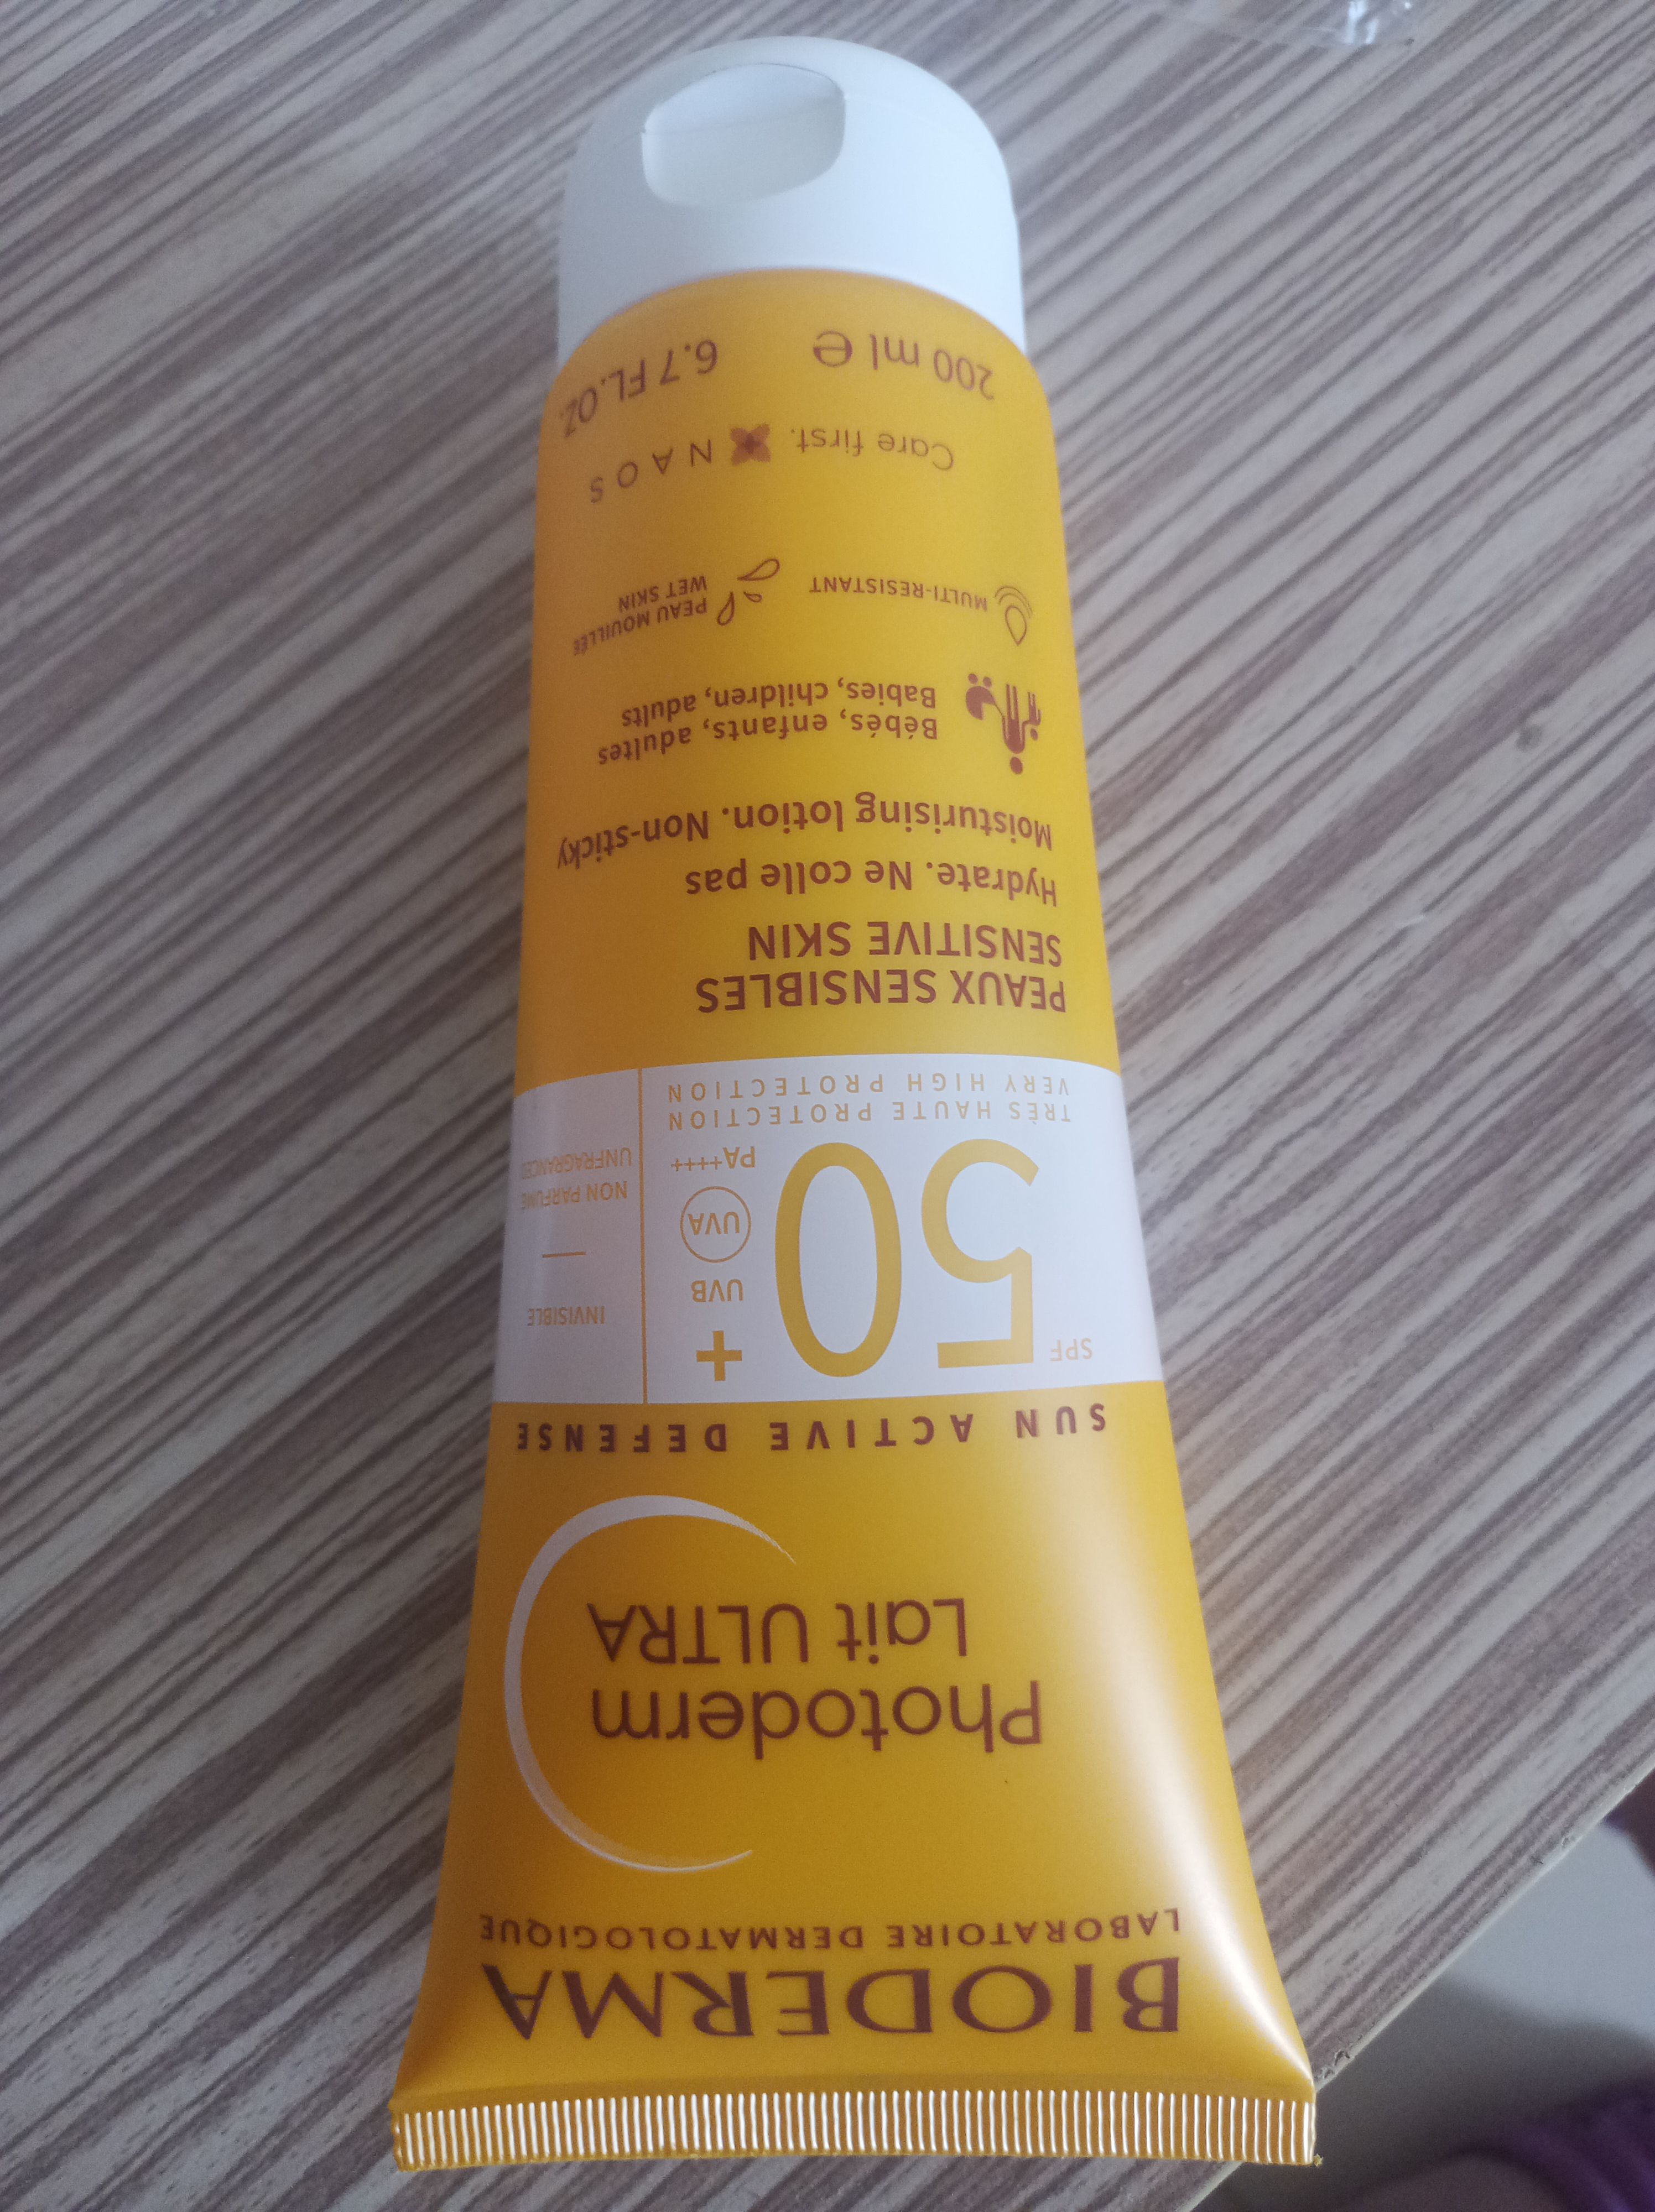 BIODERMA
LABORATOIRE DERMATOLOGIQUE
Photoderm
Lait ULTRA
SUN ACTIVE DEFENSE
SPF 50+
UVB
UVA
PA++++
TRÈS HAUTE PROTECTION
VERY HIGH PROTECTION
INVISIBLE
NON PARFUMÉ
UNFRAGRANCED
PEAUX SENSIBLES
SENSITIVE SKIN
Hydrate. Ne colle pas
Moisturising lotion. Non-sticky
Bébés, enfants, adultes
Babies, children, adults
MULTI-RESISTANT
PEAU MOUILLÉE
WET SKIN
Care first. NAOS
200 ml e 6.7 FL.OZ.